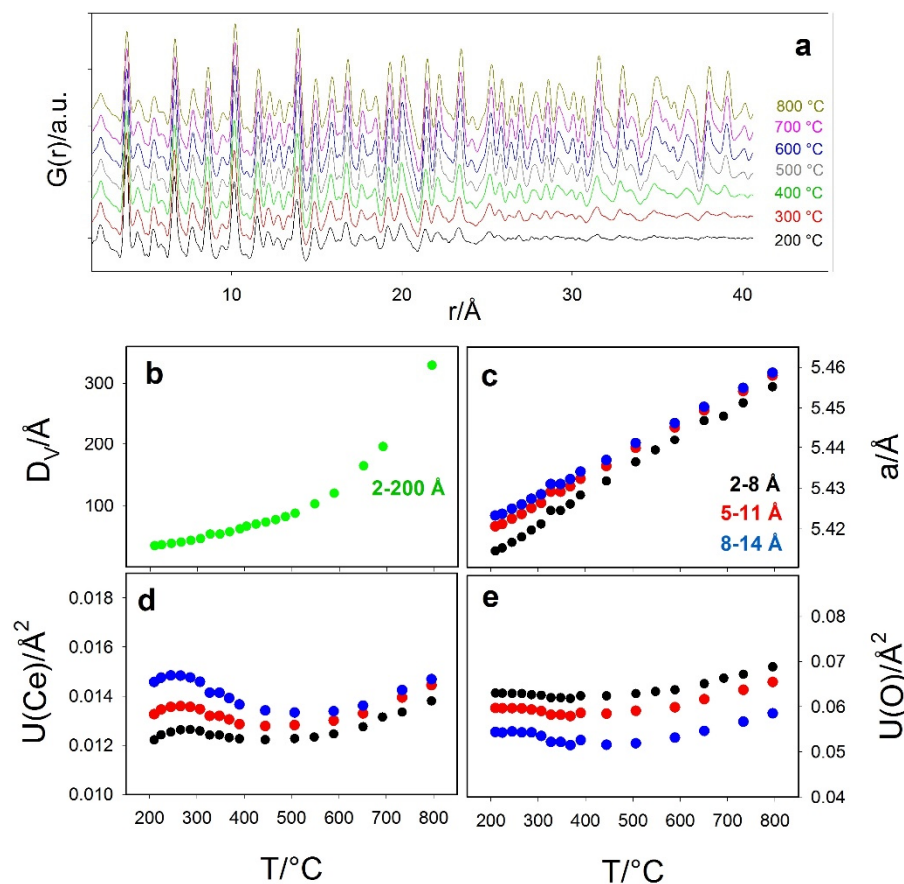 a
G(r)/a.u.
800 °C
700 °C
600 °C
500 °C
400 °C
300 °C
200 °C
10 20 30 40
r/Å
b
Dᵥ/Å
300
200
100
2-200 Å
c
5.46
5.45
5.44
5.43
5.42
a/Å
2-8 Å
5-11 Å
8-14 Å
d
U(Ce)/Å²
0.018
0.016
0.014
0.012
0.010
200 300 400 500 600 700 800
T/°C
e
0.08
0.07
0.06
0.05
0.04
U(O)/Å²
200 300 400 500 600 700 800
T/°C